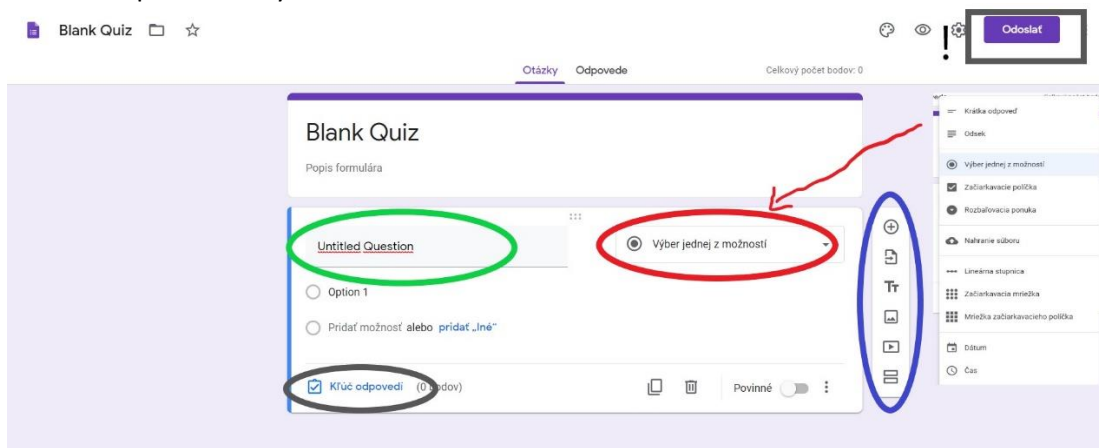 Blank Quiz
!
Odoslať
Otázky Odpovede
Celkový počet bodov: 0
Blank Quiz
Popis formulára
Untitled Question
Výber jednej z možností
Option 1
Pridať možnosť alebo pridať „Iné"
Kľúč odpovedí (0 bodov)
Povinné
Tт
Krátka odpoveď
Odsek
Výber jednej z možností
Začiarkavacie políčka
Rozbaľovacia ponuka
Nahranie súboru
Lineárna stupnica
Začiarkavacia mriežka
Mriežka začiarkavacieho políčka
Dátum
Čas